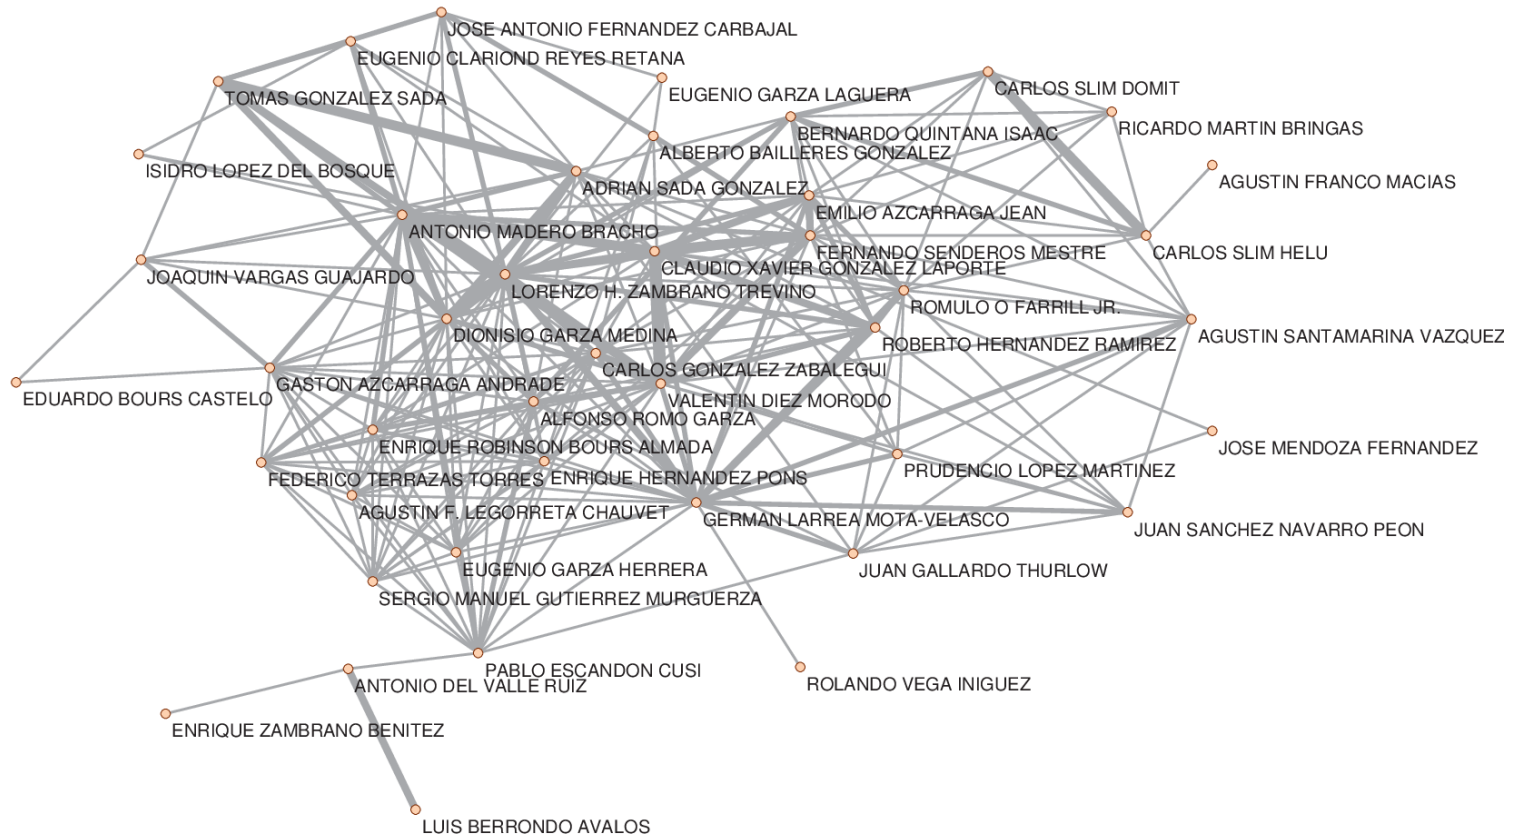 JOSE ANTONIO FERNANDEZ CARBAJAL
EUGENIO CLARIOND REYES RETANA
TOMAS GONZALEZ SADA
EUGENIO GARZA LAGUERA
CARLOS SLIM DOMIT
BERNARDO QUINTANA ISAAC
RICARDO MARTIN BRINGAS
ALBERTO BAILLERES GONZALEZ
ISIDRO LOPEZ DEL BOSQUE
AGUSTIN FRANCO MACIAS
ADRIAN SADA GONZALEZ
EMILIO AZCARRAGA JEAN
ANTONIO MADERO BRACHO
FERNANDO SENDEROS MESTRE
CARLOS SLIM HELU
CLAUDIO XAVIER GONZALEZ LAPORTE
JOAQUIN VARGAS GUAJARDO
LORENZO H. ZAMBRANO TREVINO
ROMULO O FARRILL JR.
DIONISIO GARZA MEDINA
AGUSTIN SANTAMARINA VAZQUEZ
ROBERTO HERNANDEZ RAMIREZ
CARLOS GONZALEZ ZABALEGUI
GASTON AZCARRAGA ANDRADE
EDUARDO BOURS CASTELO
VALENTIN DIEZ MORODO
ALFONSO ROMO GARZA
ENRIQUE ROBINSON BOURS ALMADA
JOSE MENDOZA FERNANDEZ
PRUDENCIO LOPEZ MARTINEZ
FEDERICO TERRAZAS TORRES
ENRIQUE HERNANDEZ PONS
AGUSTIN F. LEGORRETA CHAUVET
GERMAN LARREA MOTA-VELASCO
JUAN SANCHEZ NAVARRO PEON
EUGENIO GARZA HERRERA
JUAN GALLARDO THURLOW
SERGIO MANUEL GUTIERREZ MURGUERZA
PABLO ESCANDON CUSI
ANTONIO DEL VALLE RUIZ
ROLANDO VEGA INIGUEZ
ENRIQUE ZAMBRANO BENITEZ
LUIS BERRONDO AVALOS